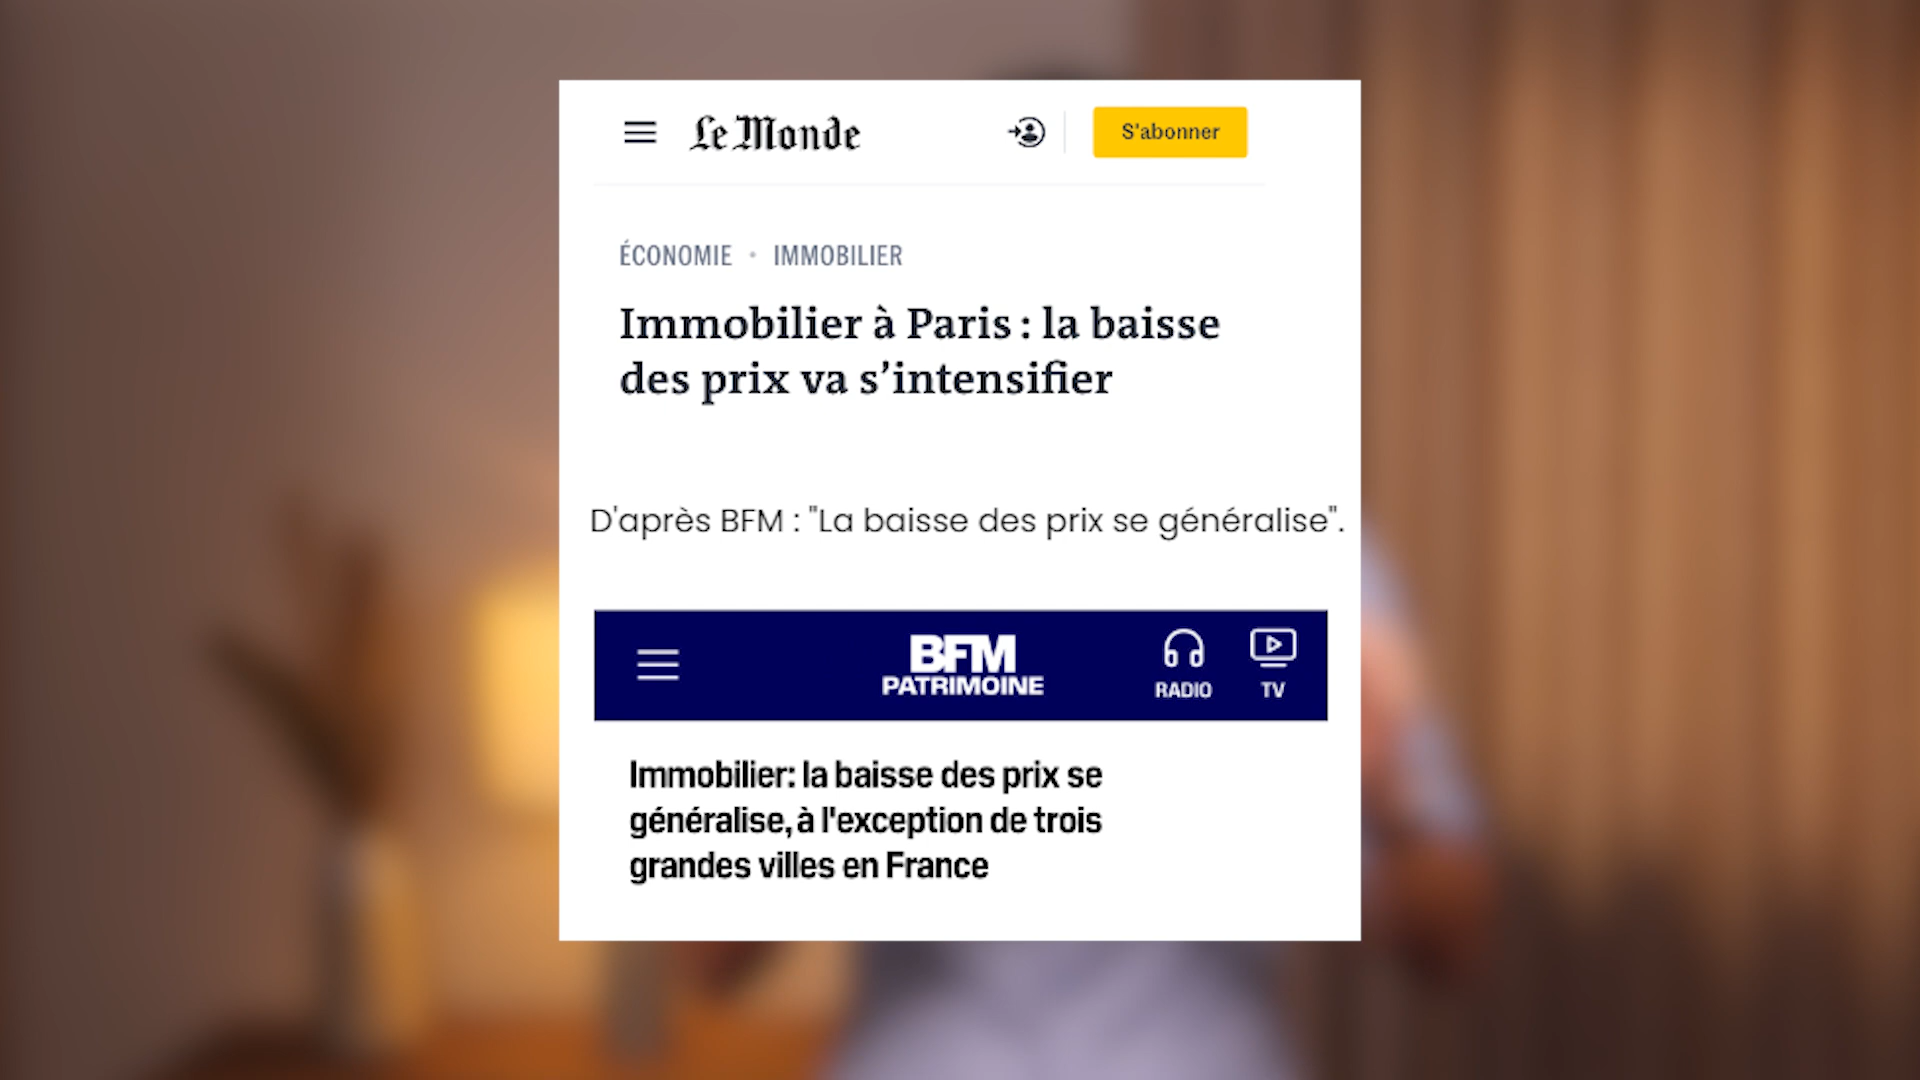 Le Monde
S'abonner
ÉCONOMIE • IMMOBILIER
Immobilier à Paris : la baisse
des prix va s’intensifier
D'après BFM : "La baisse des prix se généralise".
BFM
PATRIMOINE
RADIO
TV
Immobilier: la baisse des prix se
généralise, à l'exception de trois
grandes villes en France